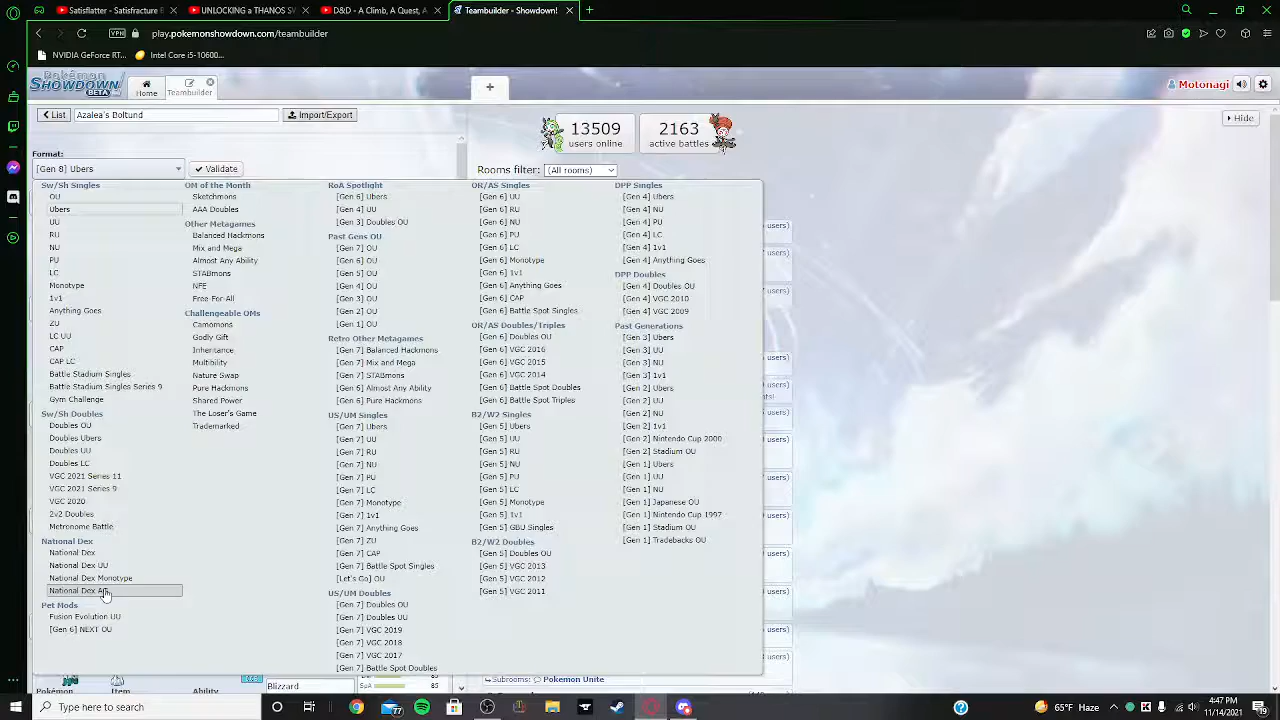 Satisflatter - Satisfracture
UNLOCKING a THANOS SW
D&D - A Climb, A Quest, A
Teambuilder - Showdown!
VPN
play.pokemonshowdown.com/teambuilder
NVIDIA GeForce RT...
Intel Core i5-10600...
Pokémon
SHOWDOWN
BETA
Home
Teambuilder
+
Motonagi
List
Azalea's Boltund
Import/Export
13509
users online
2163
active battles
Hide
Format:
[Gen 8] Ubers
Validate
Rooms filter:
(All rooms)
Sw/Sh Singles
OU
Ubers
UU
RU
NU
PU
LC
Monotype
1v1
Anything Goes
ZU
LC UU
CAP
CAP LC
Battle Stadium Singles
Battle Stadium Singles Series 9
Gym Challenge
Sw/Sh Doubles
Doubles OU
Doubles Ubers
Doubles UU
Doubles LC
VGC 2021 Series 11
VGC 2021 Series 9
VGC 2020
2v2 Doubles
Metronome Battle
National Dex
National Dex
National Dex UU
National Dex Monotype
National Dex
Pet Mods
Fusion Evolution UU
[Gen 6] NEXT OU
OM of the Month
Sketchmons
AAA Doubles
Other Metagames
Balanced Hackmons
Mix and Mega
Almost Any Ability
STABmons
NFE
Free-For-All
Challengeable OMs
Camomons
Godly Gift
Inheritance
Multibility
Nature Swap
Pure Hackmons
Shared Power
The Loser's Game
Trademarked
RoA Spotlight
[Gen 6] Ubers
[Gen 4] UU
[Gen 3] Doubles OU
Past Gens OU
[Gen 7] OU
[Gen 6] OU
[Gen 5] OU
[Gen 4] OU
[Gen 3] OU
[Gen 2] OU
[Gen 1] OU
Retro Other Metagames
[Gen 7] Balanced Hackmons
[Gen 7] Mix and Mega
[Gen 7] STABmons
[Gen 6] Almost Any Ability
[Gen 6] Pure Hackmons
US/UM Singles
[Gen 7] Ubers
[Gen 7] UU
[Gen 7] RU
[Gen 7] NU
[Gen 7] PU
[Gen 7] LC
[Gen 7] Monotype
[Gen 7] 1v1
[Gen 7] Anything Goes
[Gen 7] ZU
[Gen 7] CAP
[Gen 7] Battle Spot Singles
[Let's Go] OU
US/UM Doubles
[Gen 7] Doubles OU
[Gen 7] Doubles UU
[Gen 7] VGC 2019
[Gen 7] VGC 2018
[Gen 7] VGC 2017
[Gen 7] Battle Spot Doubles
OR/AS Singles
[Gen 6] UU
[Gen 6] RU
[Gen 6] NU
[Gen 6] PU
[Gen 6] LC
[Gen 6] Monotype
[Gen 6] 1v1
[Gen 6] Anything Goes
[Gen 6] CAP
[Gen 6] Battle Spot Singles
OR/AS Doubles/Triples
[Gen 6] Doubles OU
[Gen 6] VGC 2016
[Gen 6] VGC 2015
[Gen 6] VGC 2014
[Gen 6] Battle Spot Doubles
[Gen 6] Battle Spot Triples
B2/W2 Singles
[Gen 5] Ubers
[Gen 5] UU
[Gen 5] RU
[Gen 5] NU
[Gen 5] PU
[Gen 5] LC
[Gen 5] Monotype
[Gen 5] 1v1
[Gen 5] GBU Singles
B2/W2 Doubles
[Gen 5] Doubles OU
[Gen 5] VGC 2013
[Gen 5] VGC 2012
[Gen 5] VGC 2011
DPP Singles
[Gen 4] Ubers
[Gen 4] NU
[Gen 4] PU
[Gen 4] LC
[Gen 4] 1v1
[Gen 4] Anything Goes
DPP Doubles
[Gen 4] Doubles OU
[Gen 4] VGC 2010
[Gen 4] VGC 2009
Past Generations
[Gen 3] Ubers
[Gen 3] UU
[Gen 3] NU
[Gen 3] 1v1
[Gen 2] Ubers
[Gen 2] UU
[Gen 2] NU
[Gen 2] 1v1
[Gen 2] Nintendo Cup 2000
[Gen 2] Stadium OU
[Gen 1] Ubers
[Gen 1] UU
[Gen 1] NU
[Gen 1] Japanese OU
[Gen 1] Nintendo Cup 1997
[Gen 1] Stadium OU
[Gen 1] Tradebacks OU
users)
users)
users)
users)
users)
users)
users)
users)
users)
users)
users)
users)
Pokémon
Item
Ability
Blizzard
SpA
85
85
Subrooms:
Pokemon Unite
Type here to search
77
65°F Haze
4:47 PM
11/14/2021